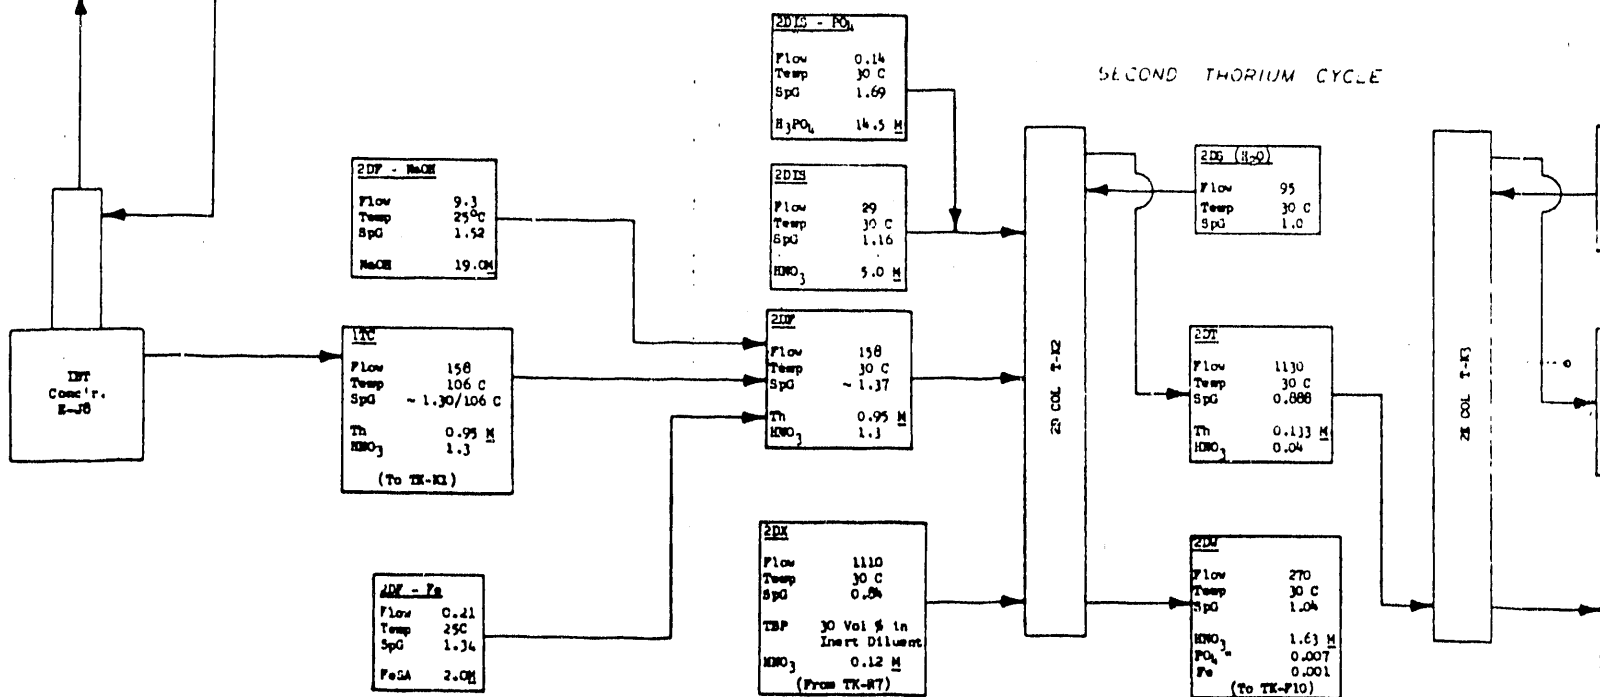 SECOND THORIUM CYCLE
2DIS - PO₄
Flow 0.14
Temp 30 C
SpG 1.69
H₃PO₄ 14.5 M
2DF - NaOH
Flow 9.3
Temp 25°C
SpG 1.52
NaOH 19.0M
2DIS
Flow 29
Temp 30 C
SpG 1.16
HNO₃ 5.0 M
2DS (H₂O)
Flow 95
Temp 30 C
SpG 1.0
Conc'r.
E-J8
1TC
Flow 158
Temp 106 C
SpG ~ 1.30/106 C
Th 0.95 M
HNO₃ 1.3
(To TK-K1)
2DF
Flow 158
Temp 30 C
SpG ~ 1.37
Th 0.95 M
HNO₃ 1.3
2D COL T-K2
2DT
Flow 1130
Temp 30 C
SpG 0.888
Th 0.133 M
HNO₃ 0.04
2E COL T-K3
2DF - Fe
Flow 0.21
Temp 25C
SpG 1.34
FeSA 2.0M
2DX
Flow 1110
Temp 30 C
SpG 0.84
TBP 30 Vol % in
Inert Diluent
HNO₃ 0.12 M
(From TK-R7)
2DW
Flow 270
Temp 30 C
SpG 1.04
HNO₃ 1.63 M
PO₄⁼ 0.007
Fe 0.001
(To TK-F10)